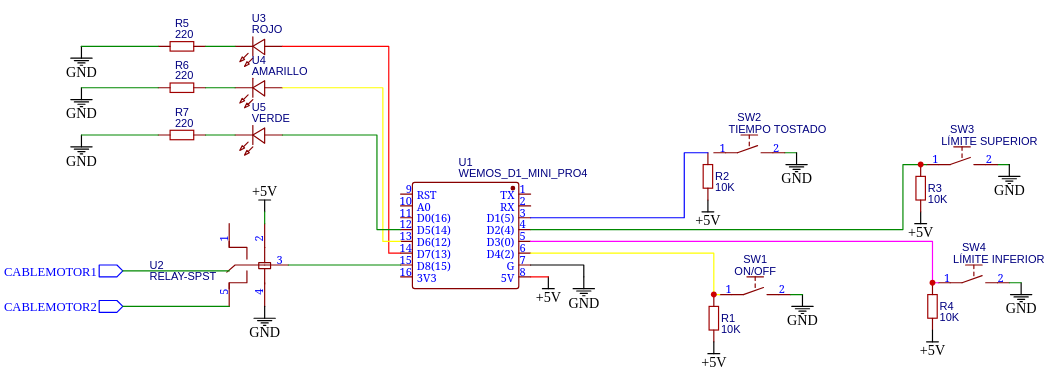 R5
220
U3
ROJO
GND
R6
220
U4
AMARILLO
GND
R7
220
U5
VERDE
GND
+5V
1
2
3
4
5
U2
RELAY-SPST
CABLEMOTOR1
CABLEMOTOR2
GND
U1
WEMOS_D1_MINI_PRO4
9 RST TX 1
10 A0 RX 2
11 D0(16) D1(5) 3
12 D5(14) D2(4) 4
13 D6(12) D3(0) 5
14 D7(13) D4(2) 6
15 D8(15) G 7
16 3V3 5V 8
+5V
GND
SW2
TIEMPO TOSTADO
1 2
R2
10K
GND
+5V
SW3
LÍMITE SUPERIOR
1 2
R3
10K
GND
+5V
SW1
ON/OFF
1 2
R1
10K
GND
+5V
SW4
LÍMITE INFERIOR
1 2
R4
10K
GND
+5V